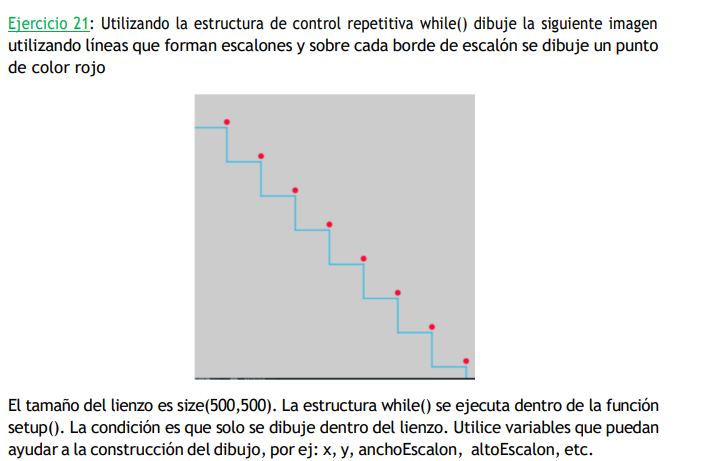 Ejercicio 21: Utilizando la estructura de control repetitiva while() dibuje la siguiente imagen
utilizando líneas que forman escalones y sobre cada borde de escalón se dibuje un punto
de color rojo
El tamaño del lienzo es size(500,500). La estructura while() se ejecuta dentro de la función
setup(). La condición es que solo se dibuje dentro del lienzo. Utilice variables que puedan
ayudar a la construcción del dibujo, por ej: x, y, anchoEscalon, altoEscalon, etc.